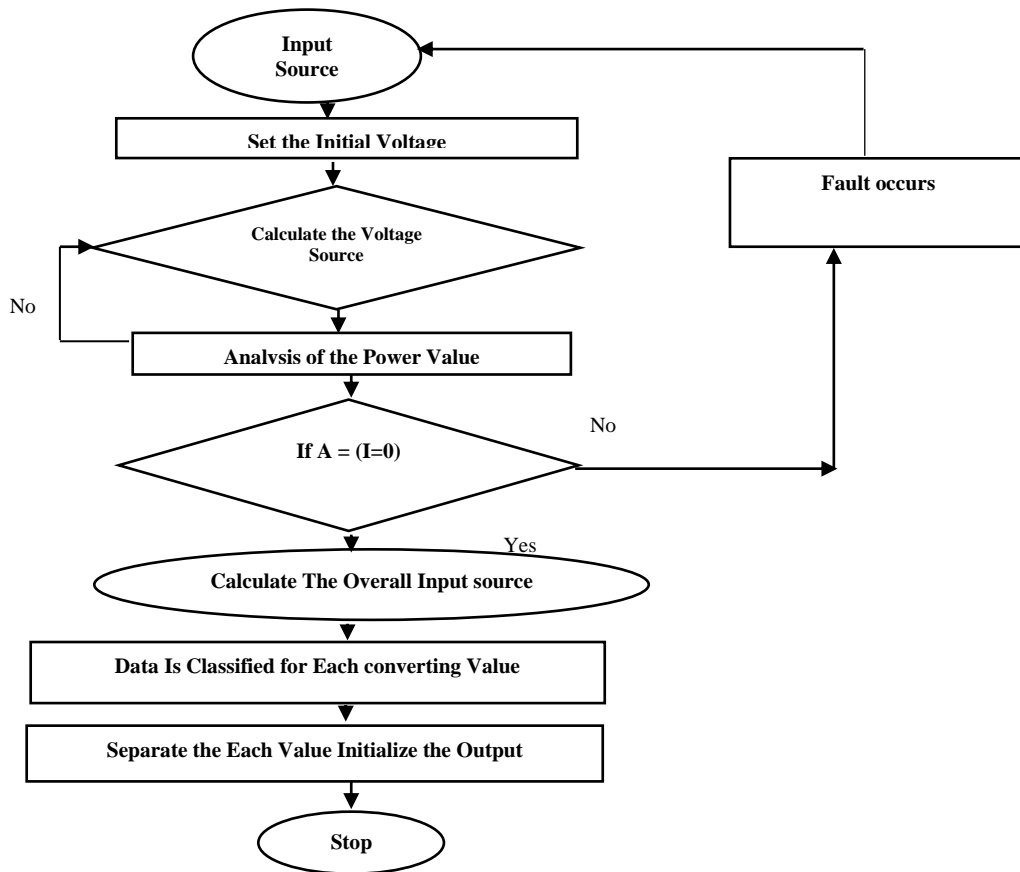 Input
Source
Set the Initial Voltage
Fault occurs
Calculate the Voltage
Source
No
Analysis of the Power Value
No
If A = (I=0)
Yes
Calculate The Overall Input source
Data Is Classified for Each converting Value
Separate the Each Value Initialize the Output
Stop